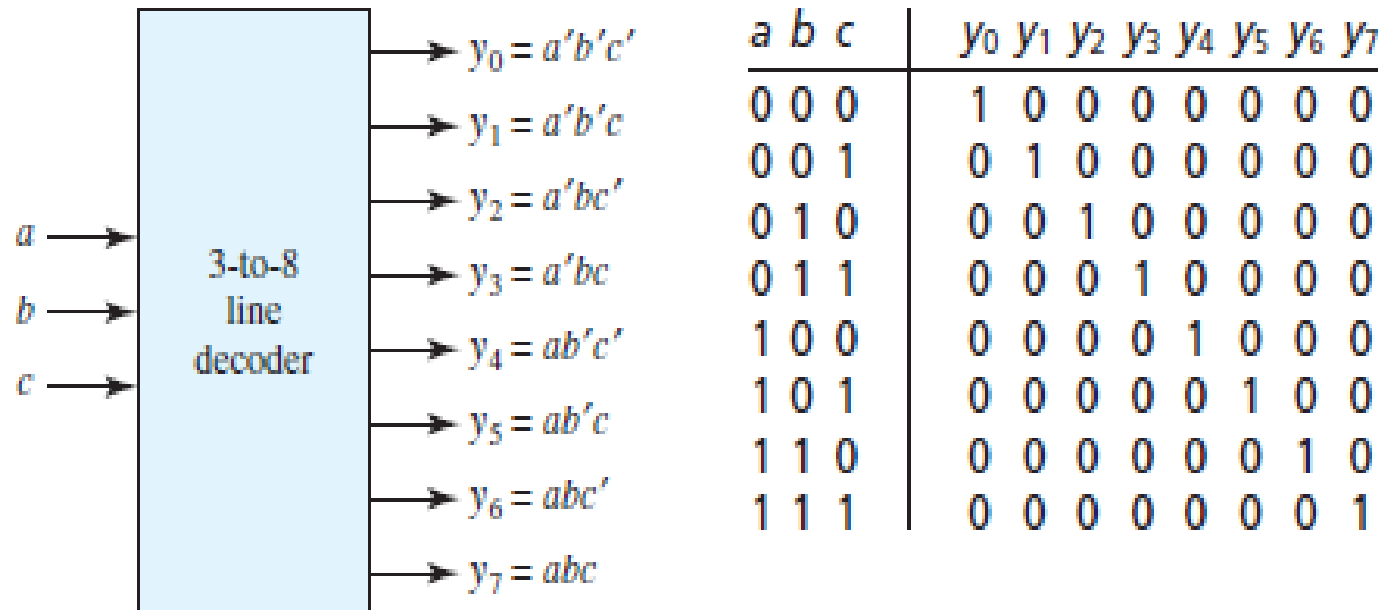 a
b
c
3-to-8
line
decoder
y₀ = a′b′c′
y₁ = a′b′c
y₂ = a′bc′
y₃ = a′bc
y₄ = ab′c′
y₅ = ab′c
y₆ = abc′
y₇ = abc
a b c y₀ y₁ y₂ y₃ y₄ y₅ y₆ y₇
0 0 0 1 0 0 0 0 0 0 0
0 0 1 0 1 0 0 0 0 0 0
0 1 0 0 0 1 0 0 0 0 0
0 1 1 0 0 0 1 0 0 0 0
1 0 0 0 0 0 0 1 0 0 0
1 0 1 0 0 0 0 0 1 0 0
1 1 0 0 0 0 0 0 0 1 0
1 1 1 0 0 0 0 0 0 0 1